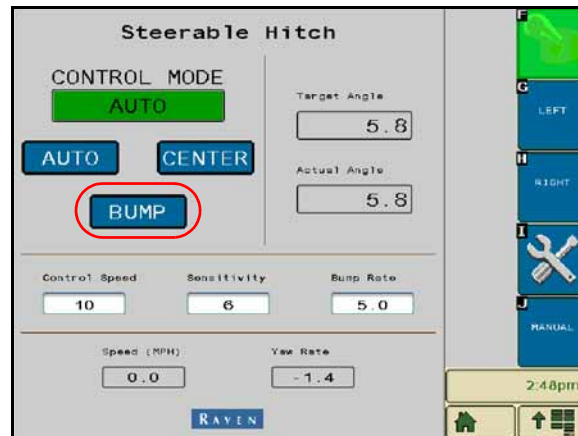 Steerable Hitch
CONTROL MODE
AUTO
AUTO
CENTER
BUMP
Target Angle
5.8
Actual Angle
5.8
Control Speed
Sensitivity
Bump Rate
10
6
5.0
Speed (MPH)
Yaw Rate
0.0
-1.4
RAVEN
F
G
LEFT
H
RIGHT
I
J
MANUAL
2:48pm